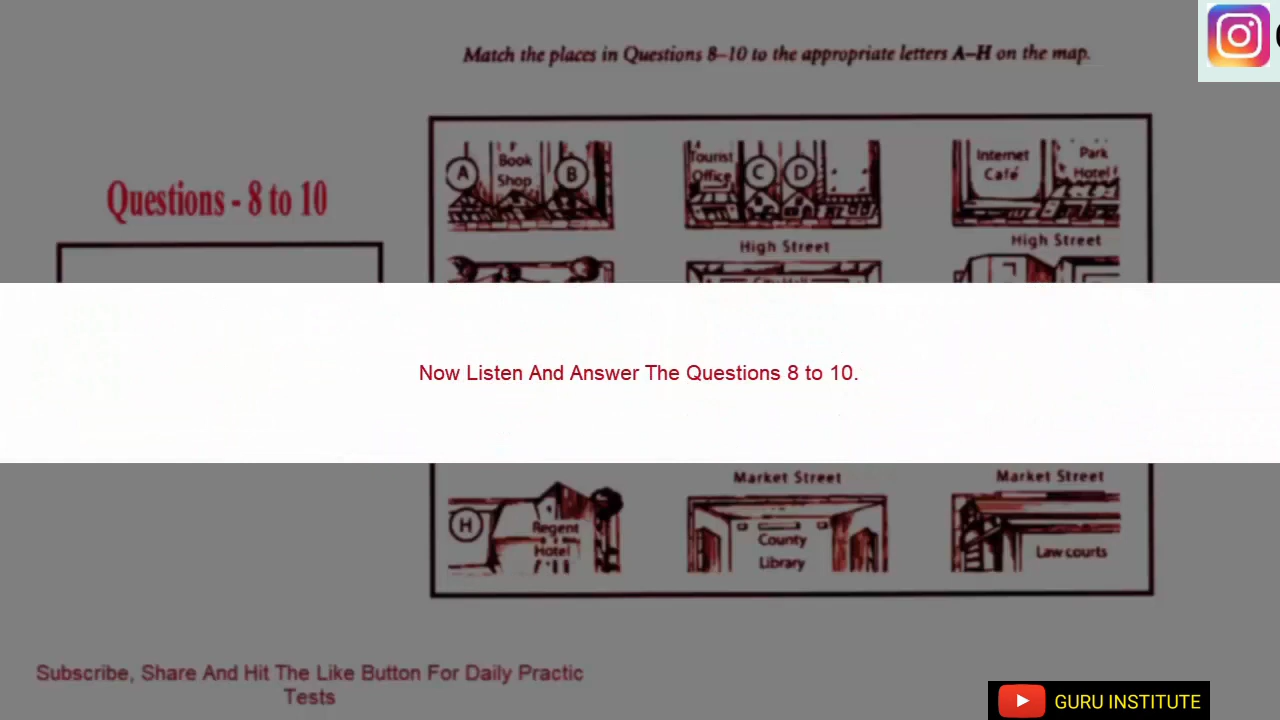 Match the places in Questions 8–10 to the appropriate letters A–H on the map.
Questions - 8 to 10
A
Book
Shop
B
Tourist
Office
C
D
Internet
Café
Park
Hotel
High Street
High Street
Now Listen And Answer The Questions 8 to 10.
Market Street
Market Street
H
Regent
Hotel
County
Library
Law courts
Subscribe, Share And Hit The Like Button For Daily Practic
Tests
GURU INSTITUTE